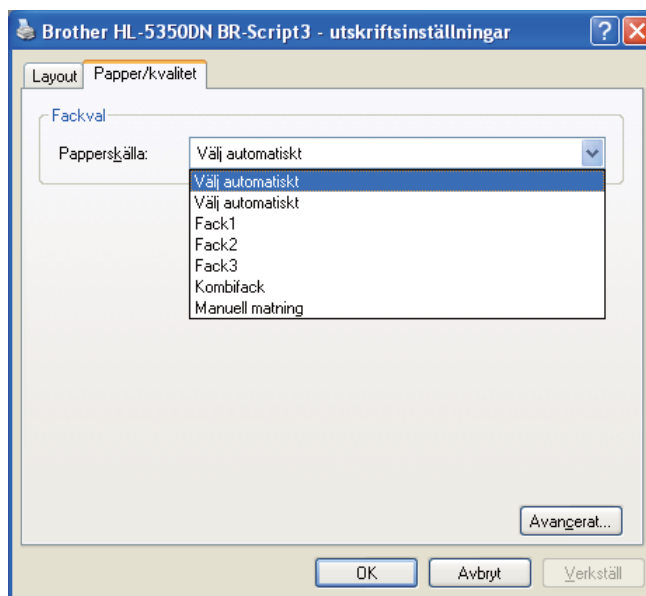 Brother HL-5350DN BR-Script3 - utskriftsinställningar
Layout Papper/kvalitet
Fackval
Papperskälla: Välj automatiskt
Välj automatiskt
Välj automatiskt
Fack1
Fack2
Fack3
Kombifack
Manuell matning
Avancerat...
OK Avbryt Verkställ